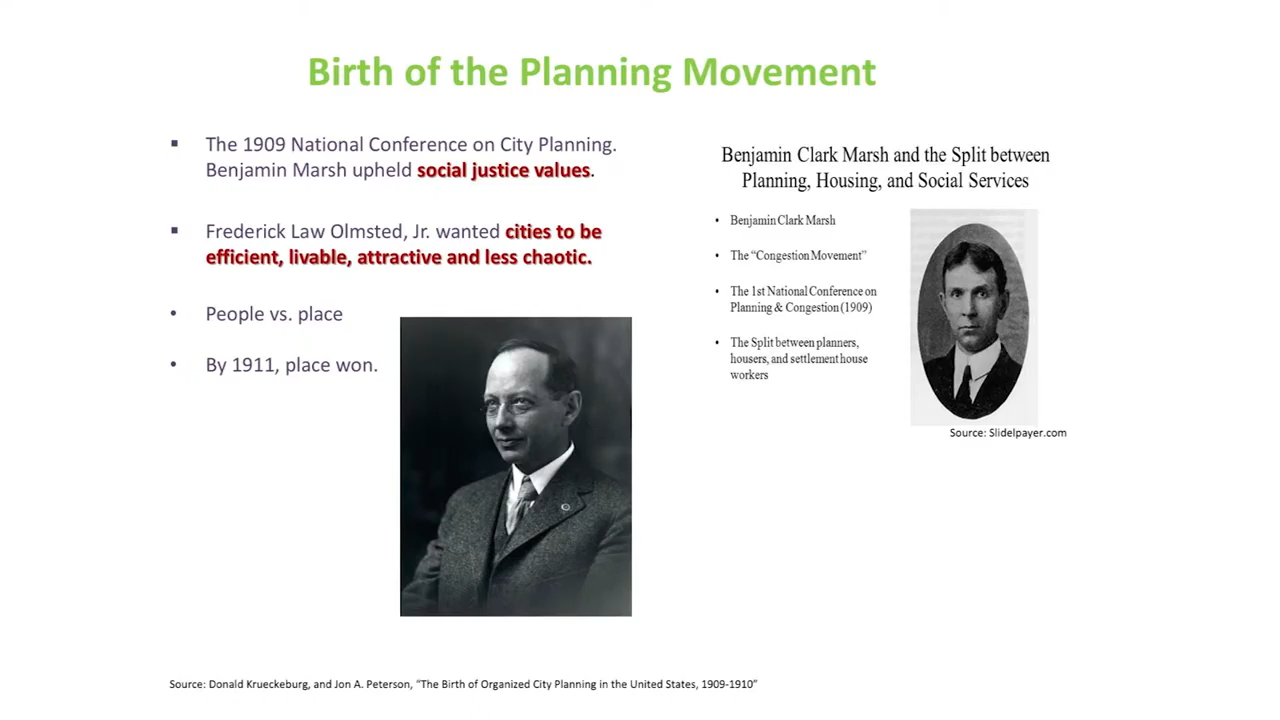 Birth of the Planning Movement
▪ The 1909 National Conference on City Planning.
Benjamin Marsh upheld social justice values.
▪ Frederick Law Olmsted, Jr. wanted cities to be
efficient, livable, attractive and less chaotic.
• People vs. place
• By 1911, place won.
Benjamin Clark Marsh and the Split between
Planning, Housing, and Social Services
• Benjamin Clark Marsh
• The “Congestion Movement”
• The 1st National Conference on
Planning & Congestion (1909)
• The Split between planners,
housers, and settlement house
workers
Source: Slidelpayer.com
Source: Donald Krueckeburg, and Jon A. Peterson, “The Birth of Organized City Planning in the United States, 1909-1910”